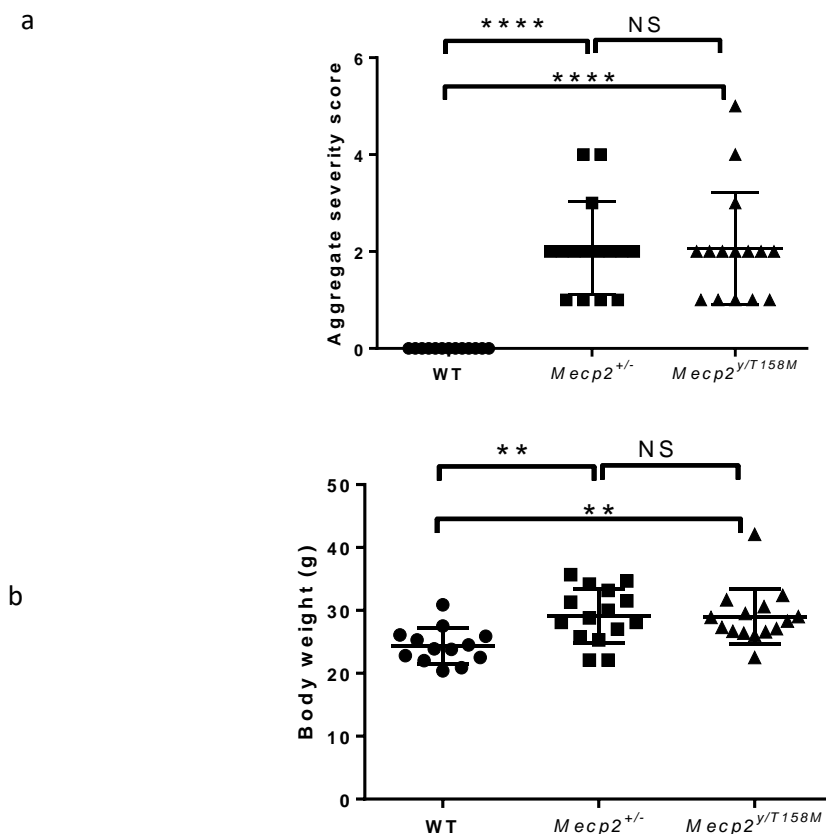 a
**** NS
****
Aggregate severity score
6
4
2
0
WT Mecp2+/- Mecp2y/T158M
b
** NS
**
Body weight (g)
50
40
30
20
10
0
WT Mecp2+/- Mecp2y/T158M